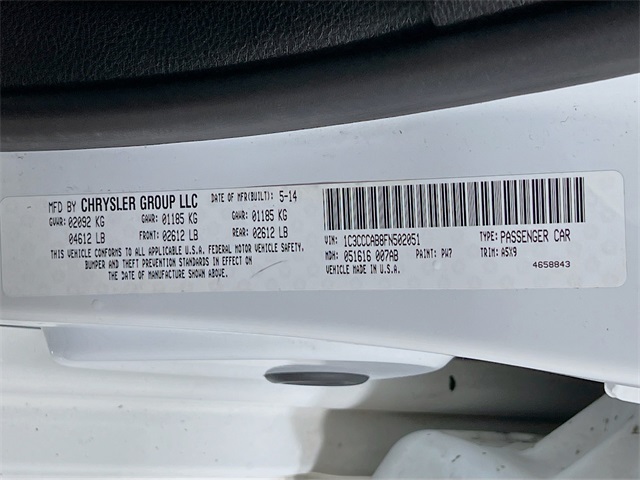 MFD BY CHRYSLER GROUP LLC DATE OF MFR(BUILT): 5-14
GVWR: 02092 KG GAWR: 01185 KG GAWR: 01185 KG
04612 LB FRONT: 02612 LB REAR: 02612 LB
THIS VEHICLE CONFORMS TO ALL APPLICABLE U.S.A. FEDERAL MOTOR VEHICLE SAFETY,
BUMPER AND THEFT PREVENTION STANDARDS IN EFFECT ON
THE DATE OF MANUFACTURE SHOWN ABOVE.
VIN: 1C3CCCAB8FN502051 TYPE: PASSENGER CAR
MDH: 051616 007AB PAINT: PW7 TRIM: A5X9
VEHICLE MADE IN U.S.A. 4658843